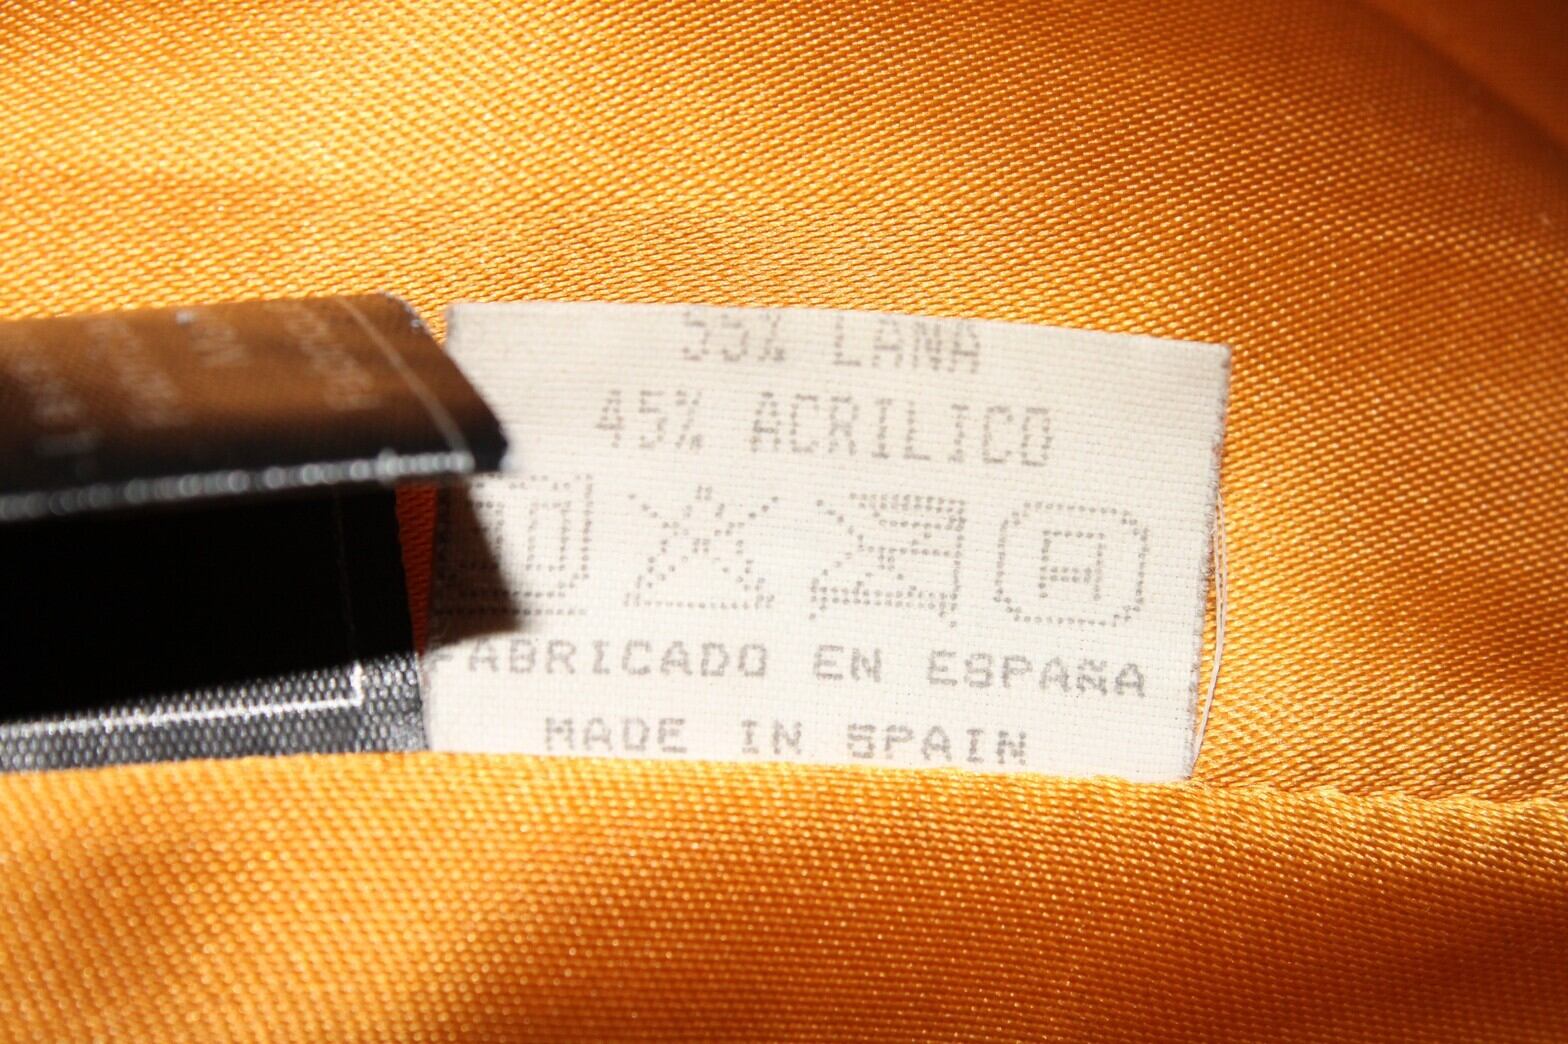 55% LANA
45% ACRILICO
A
FABRICADO EN ESPAÑA
MADE IN SPAIN